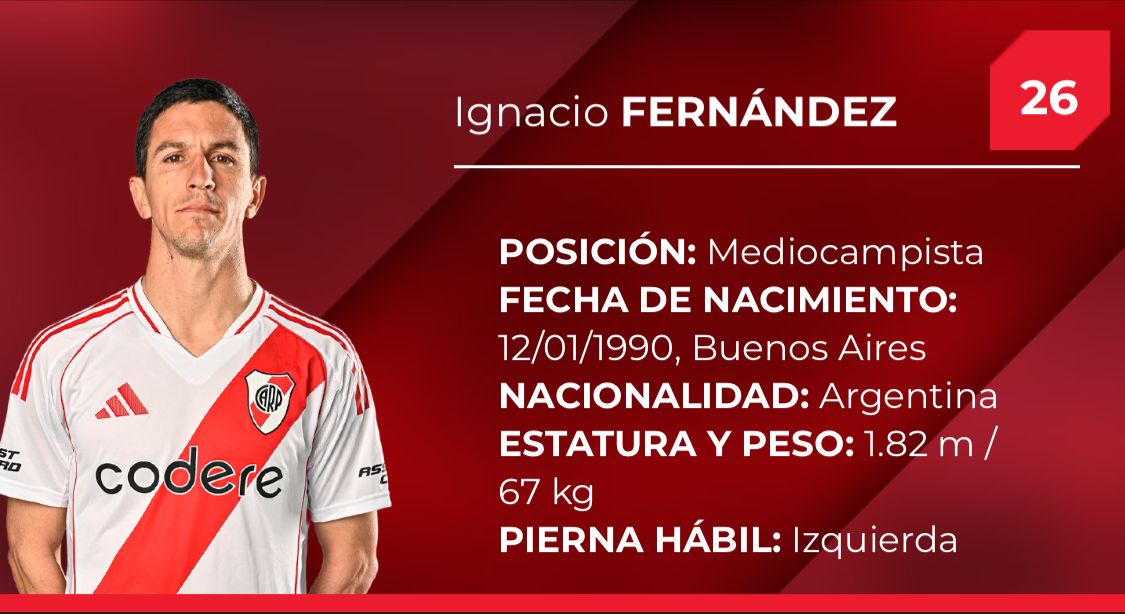 Ignacio FERNÁNDEZ
26
POSICIÓN: Mediocampista
FECHA DE NACIMIENTO:
12/01/1990, Buenos Aires
NACIONALIDAD: Argentina
ESTATURA Y PESO: 1.82 m /
67 kg
PIERNA HÁBIL: Izquierda
CARP
codere